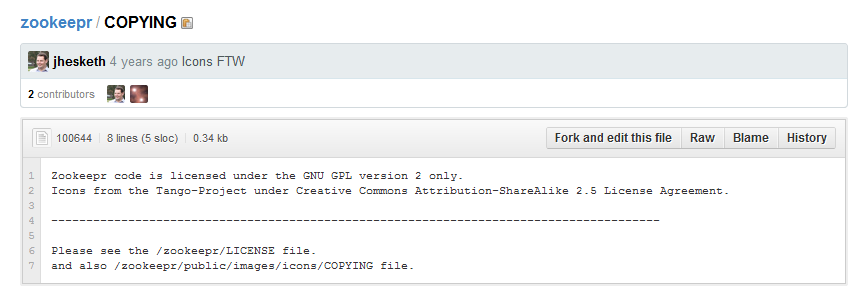 zookeepr / COPYING
jhesketh 4 years ago Icons FTW
2 contributors
100644 8 lines (5 sloc) 0.34 kb Fork and edit this file Raw Blame History
1 Zookeepr code is licensed under the GNU GPL version 2 only.
2 Icons from the Tango-Project under Creative Commons Attribution-ShareAlike 2.5 License Agreement.
3
4 ---------------------------------------------------------------------------------------
5
6 Please see the /zookeepr/LICENSE file.
7 and also /zookeepr/public/images/icons/COPYING file.